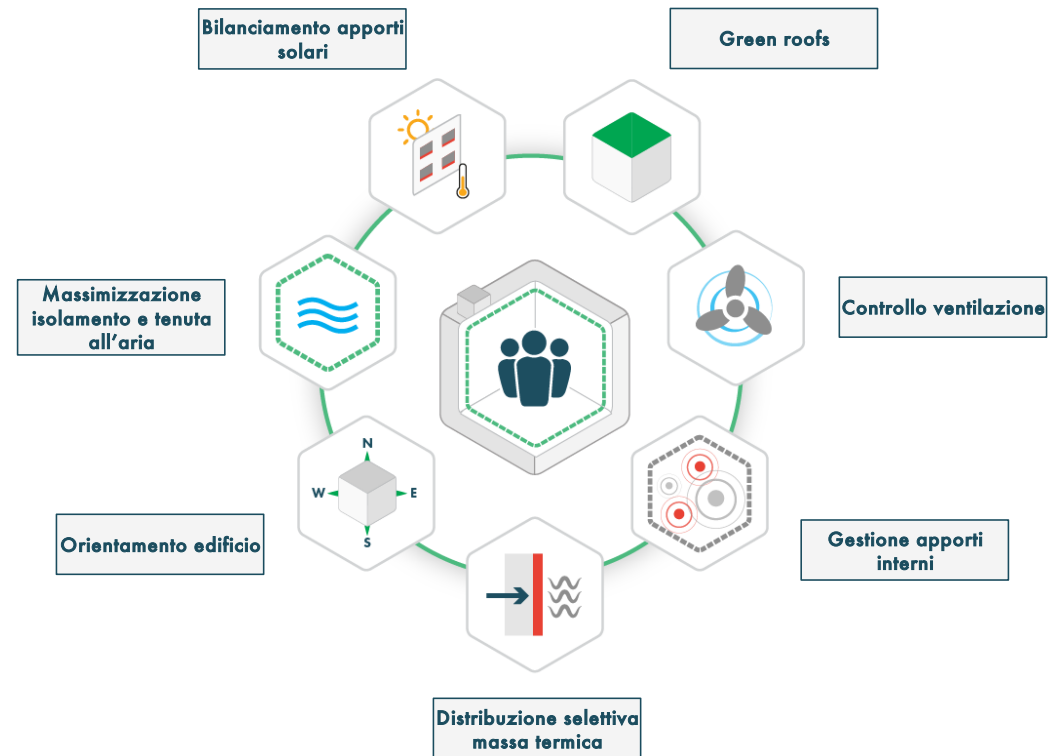 Bilanciamento apporti
solari
Green roofs
Massimizzazione
isolamento e tenuta
all'aria
Controllo ventilazione
N
W
E
S
Orientamento edificio
Gestione apporti
interni
Distribuzione selettiva
massa termica